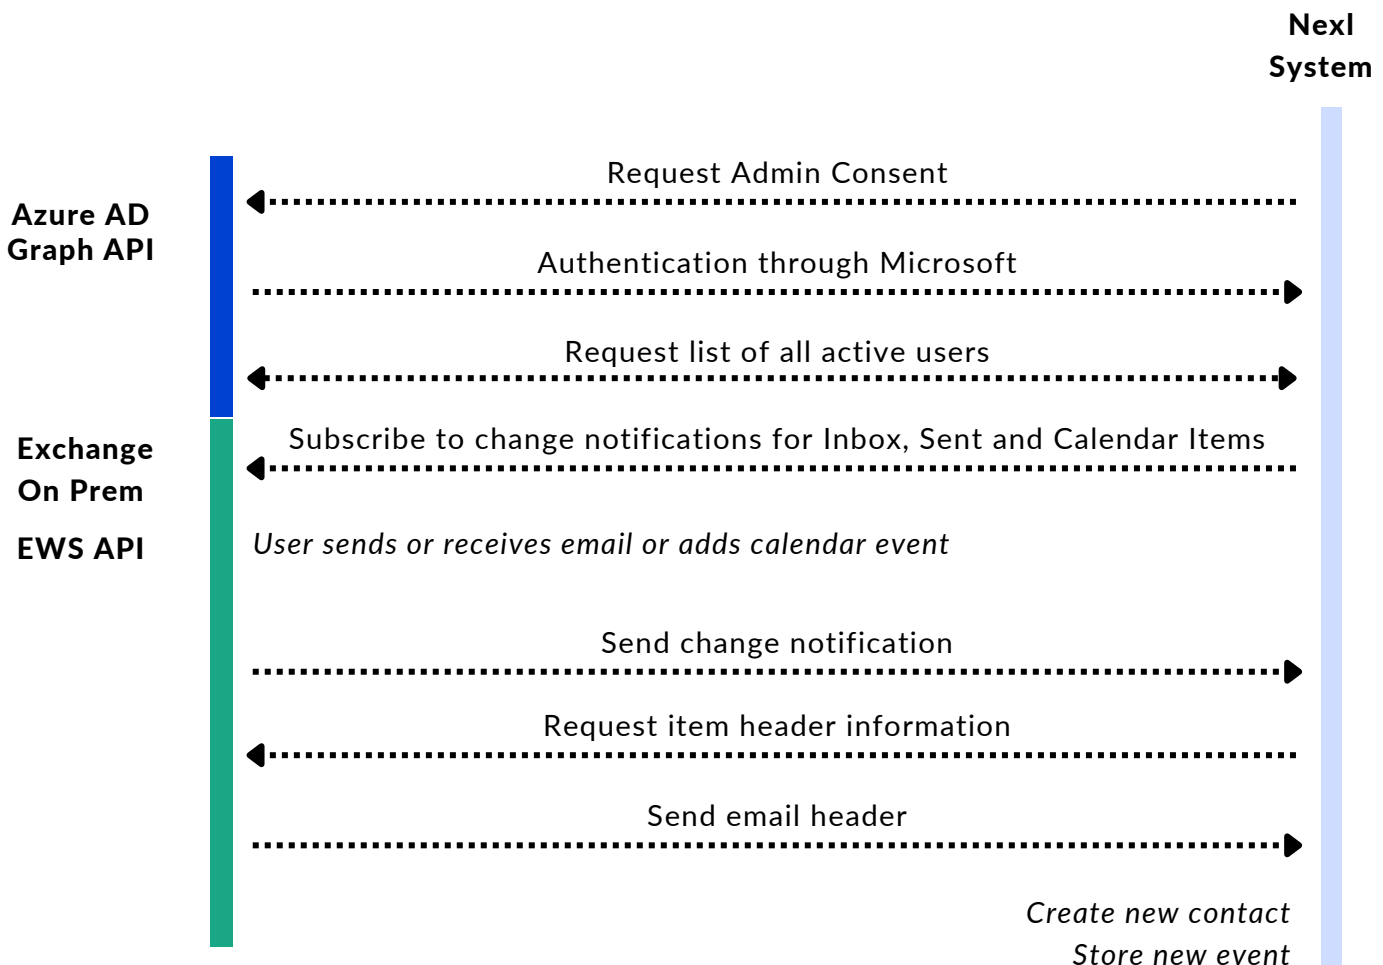 Nexl
System
Request Admin Consent
Azure AD
Graph API
Authentication through Microsoft
Request list of all active users
Subscribe to change notifications for Inbox, Sent and Calendar Items
Exchange
On Prem
EWS API
User sends or receives email or adds calendar event
Send change notification
Request item header information
Send email header
Create new contact
Store new event